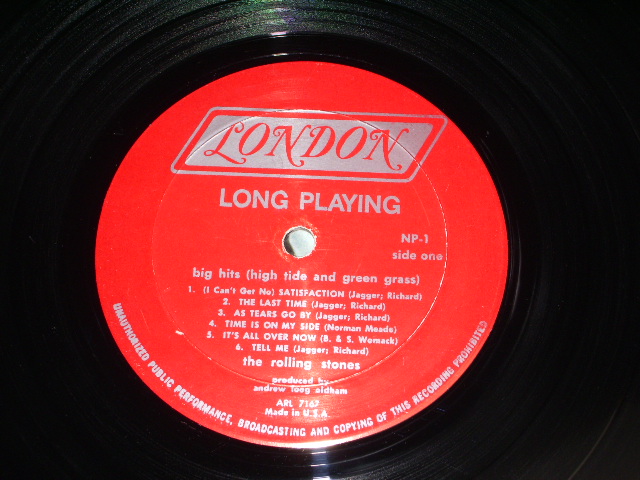 LONDON
LONG PLAYING
NP-1
side one
big hits (high tide and green grass)
1. (I Can't Get No) SATISFACTION (Jagger; Richard)
2. THE LAST TIME (Jagger; Richard)
3. AS TEARS GO BY (Jagger; Richard)
4. TIME IS ON MY SIDE (Norman Meade)
5. IT'S ALL OVER NOW (B. & S. Womack)
6. TELL ME (Jagger; Richard)
the rolling stones
produced by
andrew loog oldham
ARL 7167
Made in U.S.A.
UNAUTHORIZED PUBLIC PERFORMANCE, BROADCASTING AND COPYING OF THIS RECORDING PROHIBITED